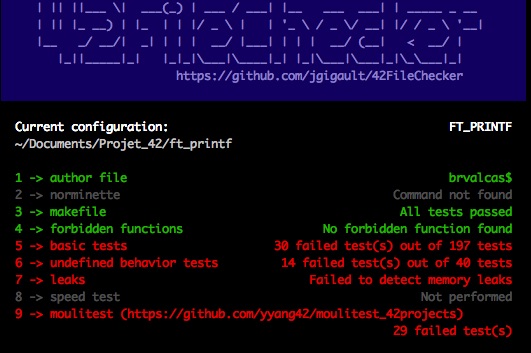 https://github.com/jgigault/42FileChecker
Current configuration: FT_PRINTF
~/Documents/Projet_42/ft_printf
1 -> author file brvalcas$
2 -> norminette Command not found
3 -> makefile All tests passed
4 -> forbidden functions No forbidden function found
5 -> basic tests 30 failed test(s) out of 197 tests
6 -> undefined behavior tests 14 failed test(s) out of 40 tests
7 -> leaks Failed to detect memory leaks
8 -> speed test Not performed
9 -> moulitest (https://github.com/yyang42/moulitest_42projects)
29 failed test(s)